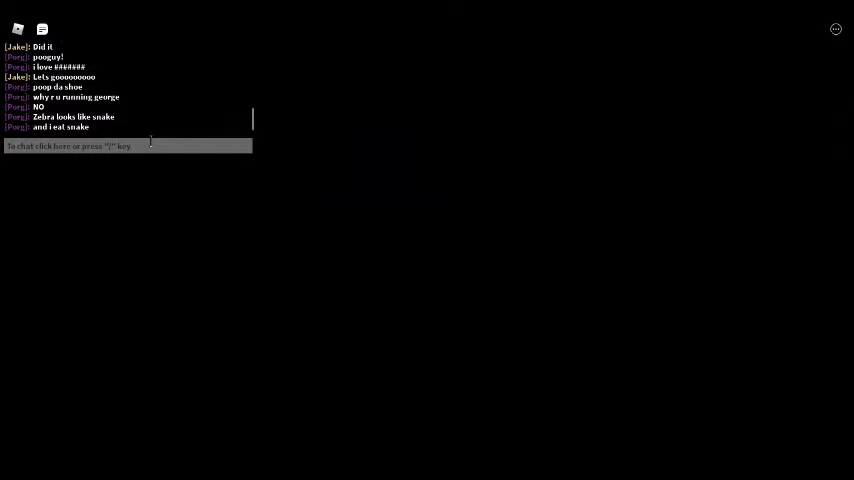 [Jake]: Did it
[Porg]: pooguy!
[Porg]: i love #######
[Jake]: Lets gooooooooo
[Porg]: poop da shoe
[Porg]: why r u running george
[Porg]: NO
[Porg]: Zebra looks like snake
[Porg]: and i eat snake
To chat click here or press "/" key